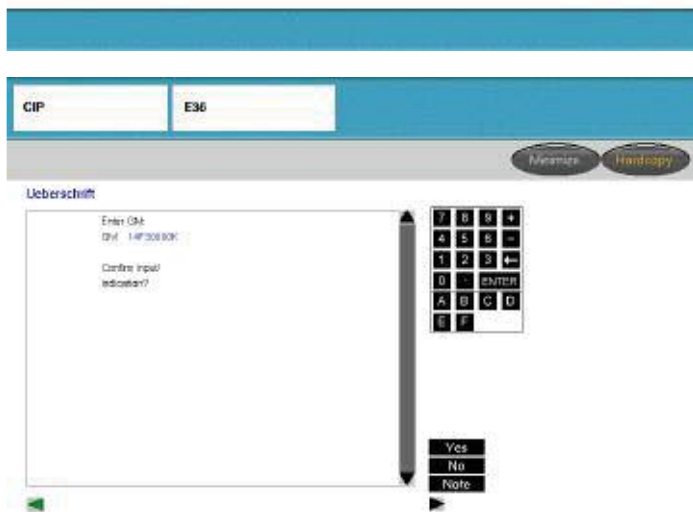 CIP
E36
Minimize
Hardcopy
Ueberschrift
Enter GM:
GM
Confirm input/
indication?
7 8 9 +
4 5 6 -
1 2 3 ←
0 . ENTER
A B C D
E F
Yes
No
Note